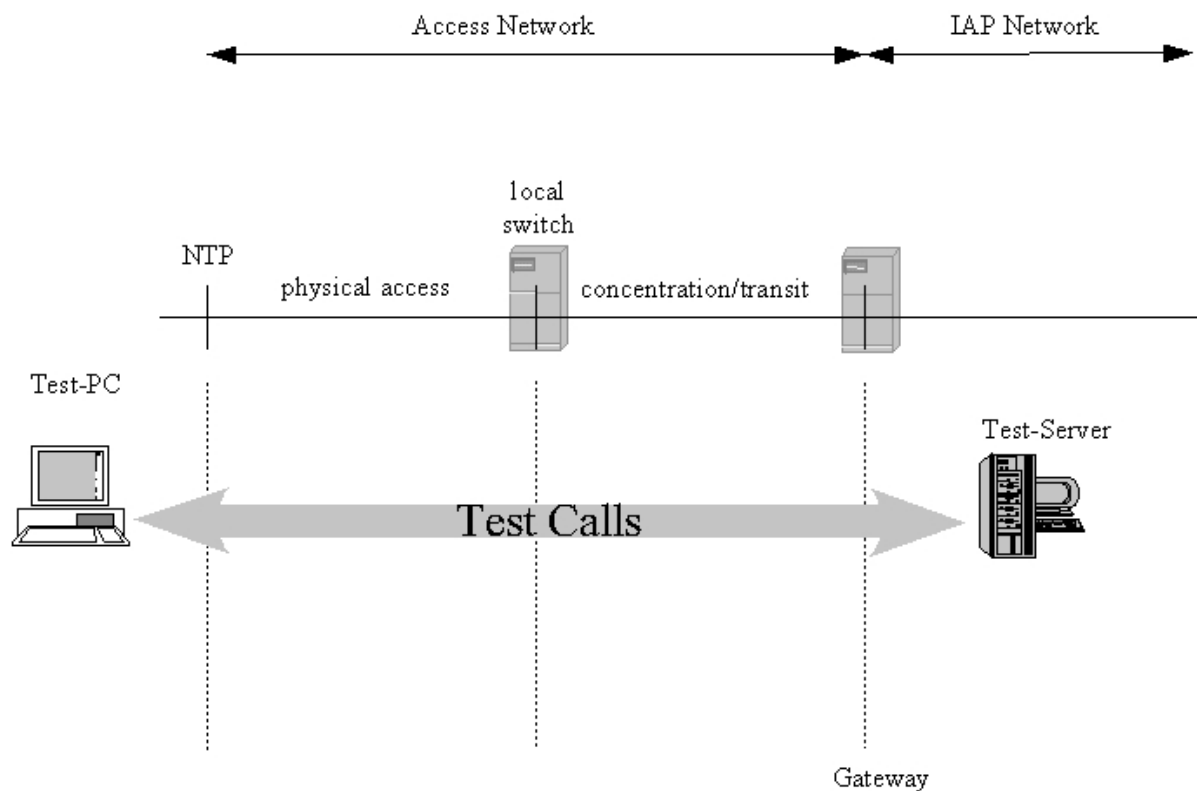 Access Network
IAP Network
local
switch
NTP
physical access
concentration/transit
Test-PC
Test-Server
Test Calls
Gateway